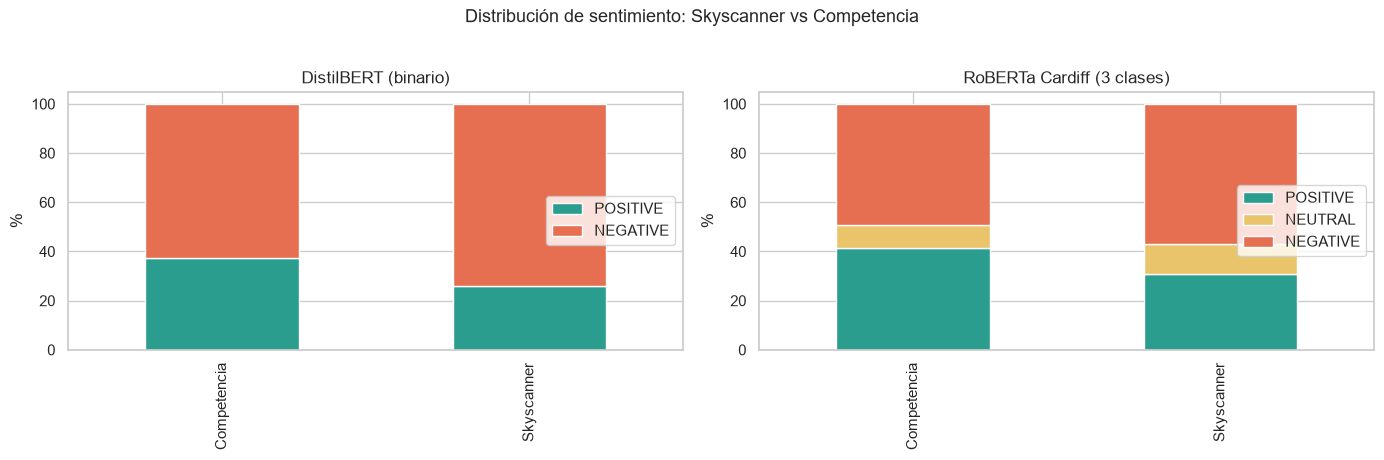 Distribución de sentimiento: Skyscanner vs Competencia
DistilBERT (binario)
%
100
80
60
40
20
0
POSITIVE
NEGATIVE
Competencia
Skyscanner
RoBERTa Cardiff (3 clases)
%
100
80
60
40
20
0
POSITIVE
NEUTRAL
NEGATIVE
Competencia
Skyscanner